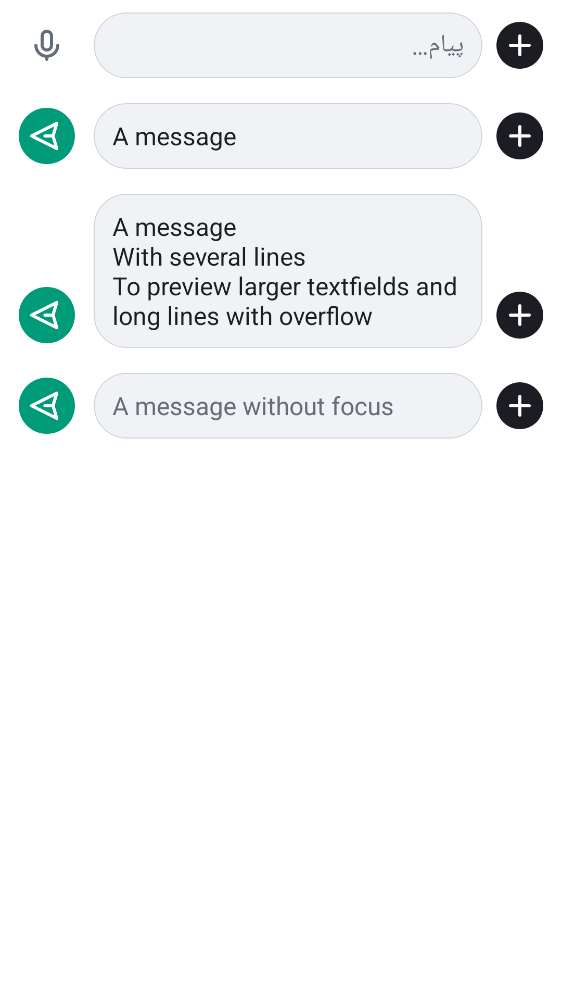 پیام...
A message
A message
With several lines
To preview larger textfields and
long lines with overflow
A message without focus